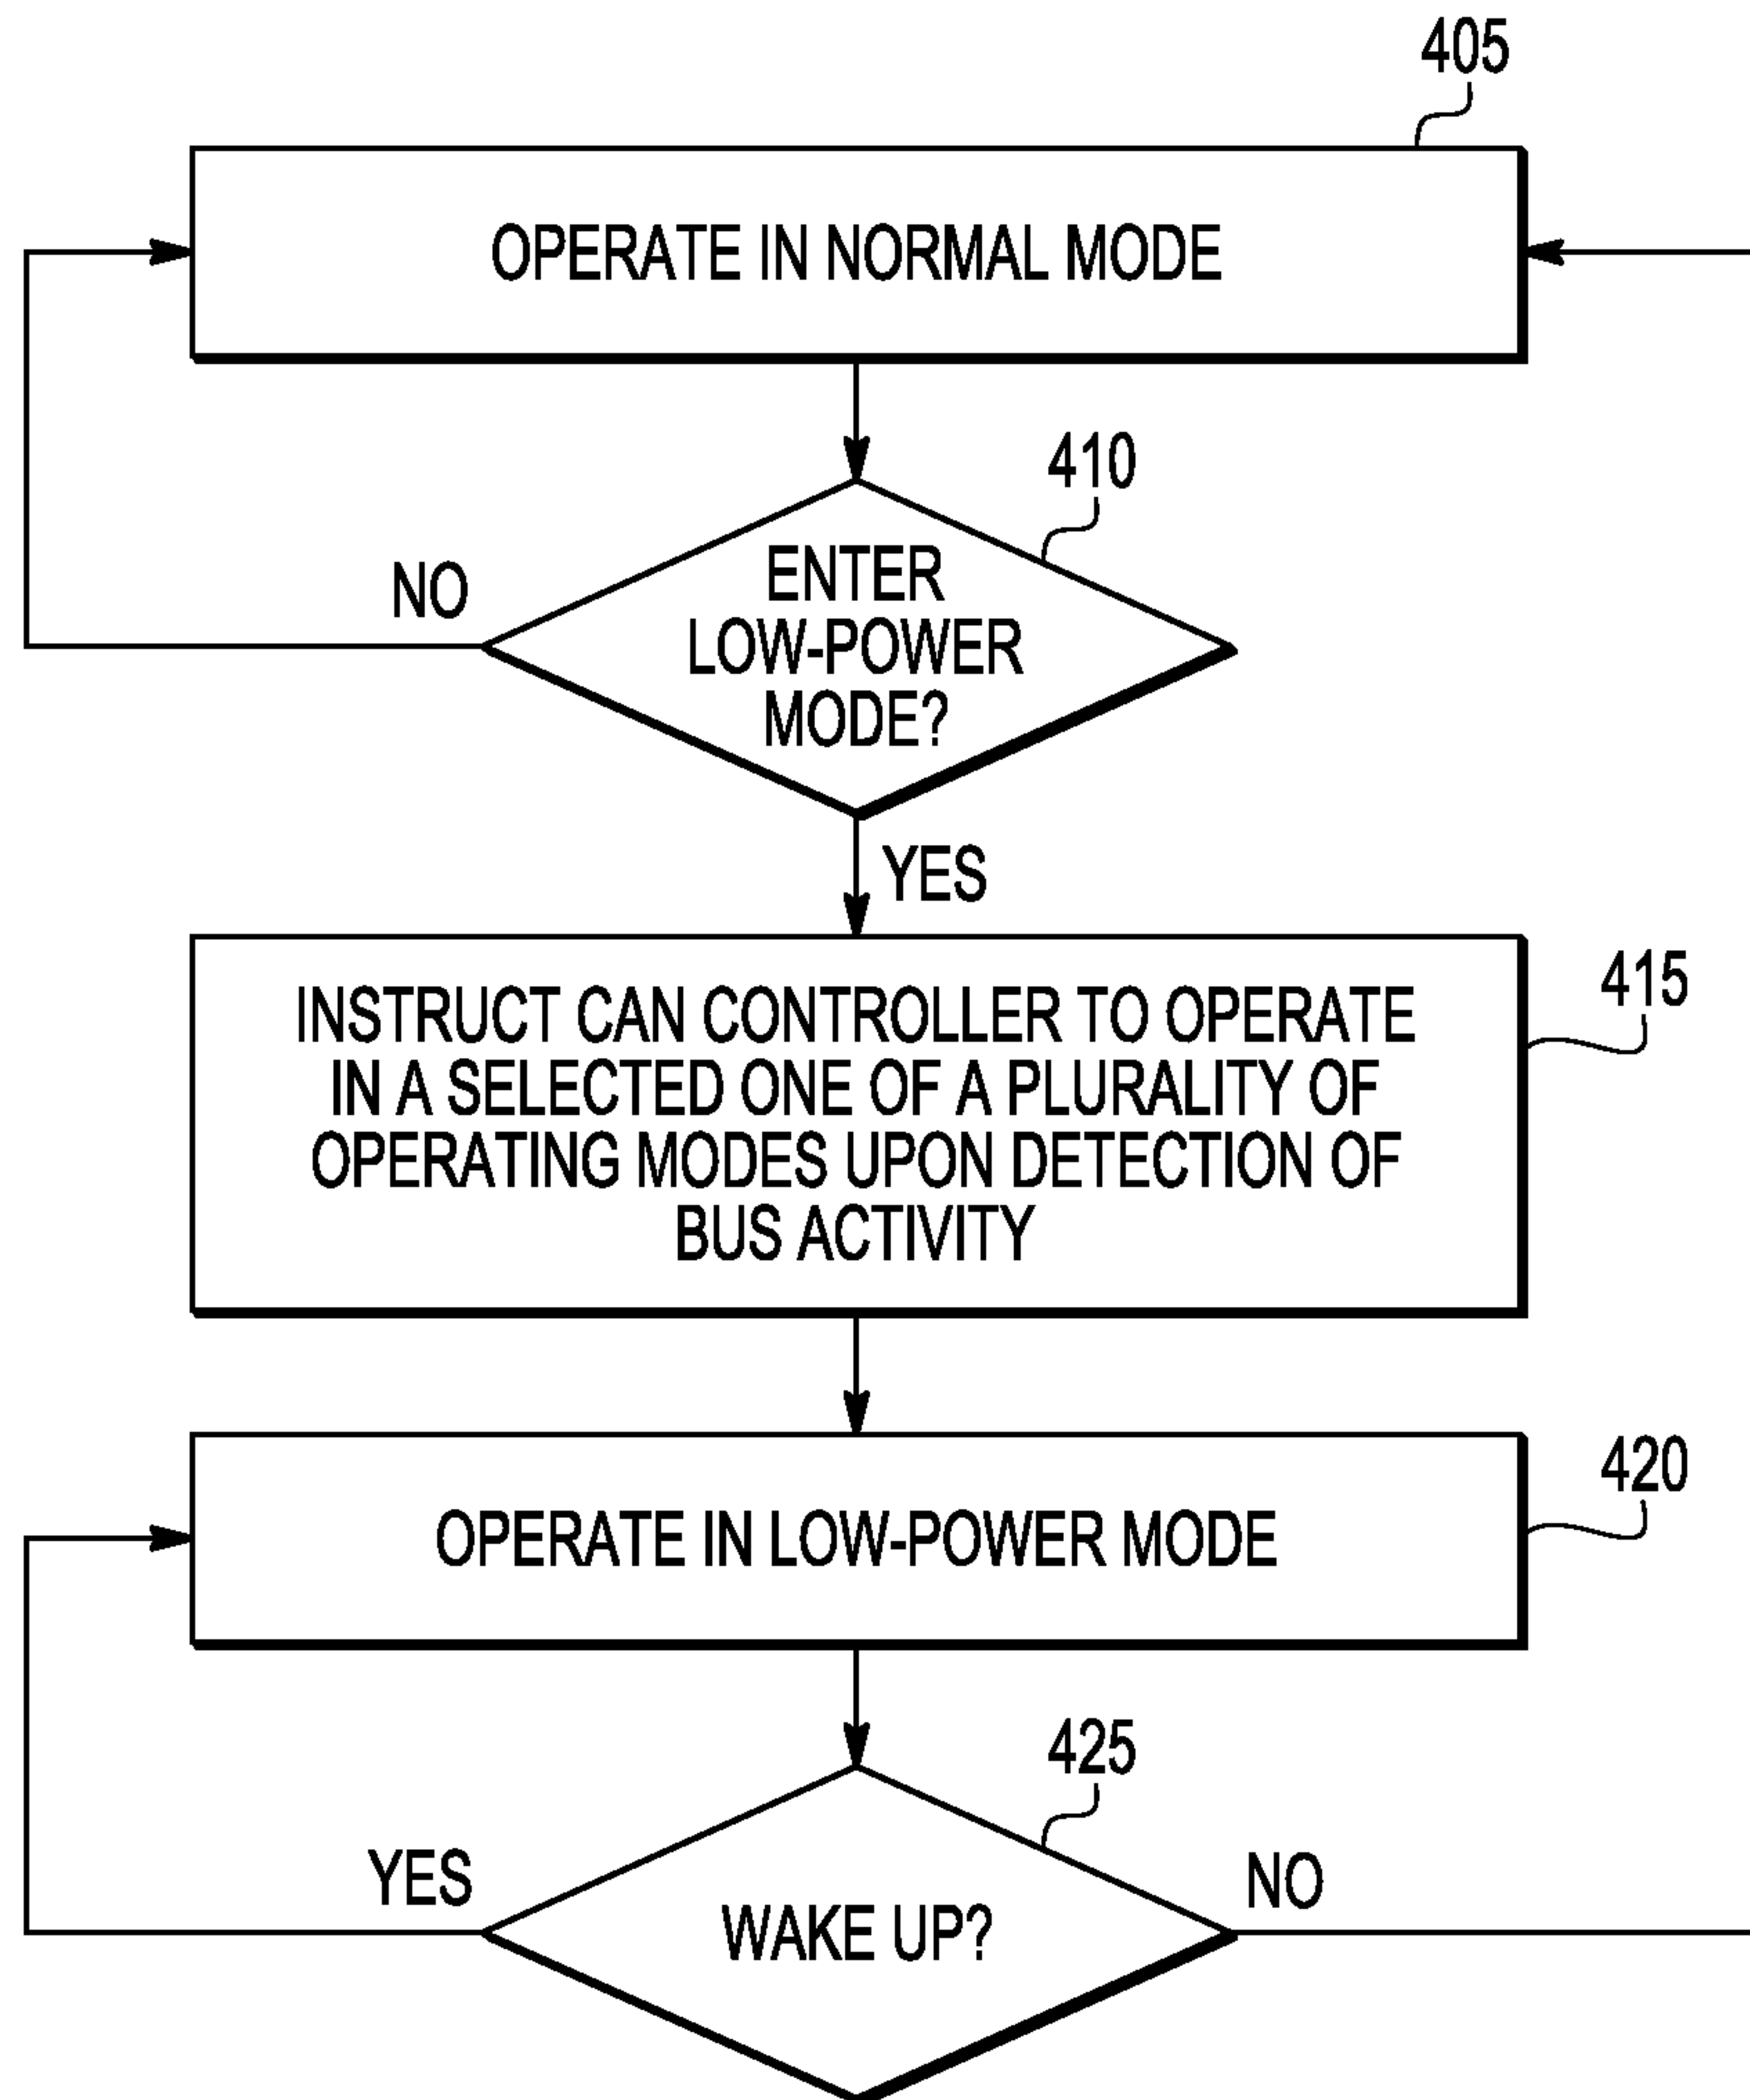 405
OPERATE IN NORMAL MODE
410
ENTER
LOW-POWER
MODE?
NO
YES
415
INSTRUCT CAN CONTROLLER TO OPERATE
IN A SELECTED ONE OF A PLURALITY OF
OPERATING MODES UPON DETECTION OF
BUS ACTIVITY
420
OPERATE IN LOW-POWER MODE
425
YES
WAKE UP?
NO